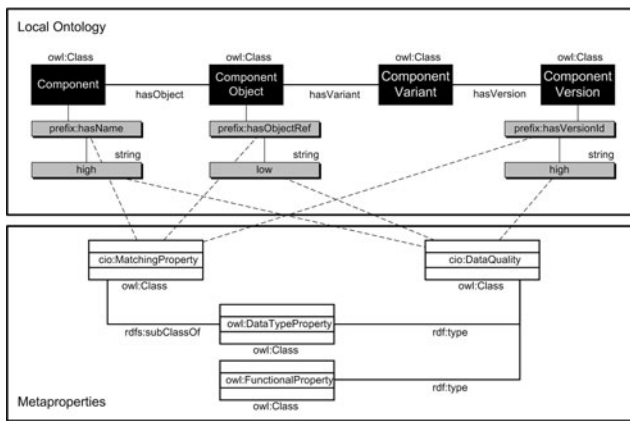 Local Ontology
owl:Class
owl:Class
owl:Class
owl:Class
Component
Component
Object
Component
Variant
Component
Version
hasObject
hasVariant
hasVersion
prefix:hasName
prefix:hasObjectRef
prefix:hasVersionId
string
string
string
high
low
high
cio:MatchingProperty
cio:DataQuality
owl:Class
owl:Class
owl:DataTypeProperty
rdfs:subClassOf
rdf:type
owl:Class
owl:FunctionalProperty
rdf:type
owl:Class
Metaproperties